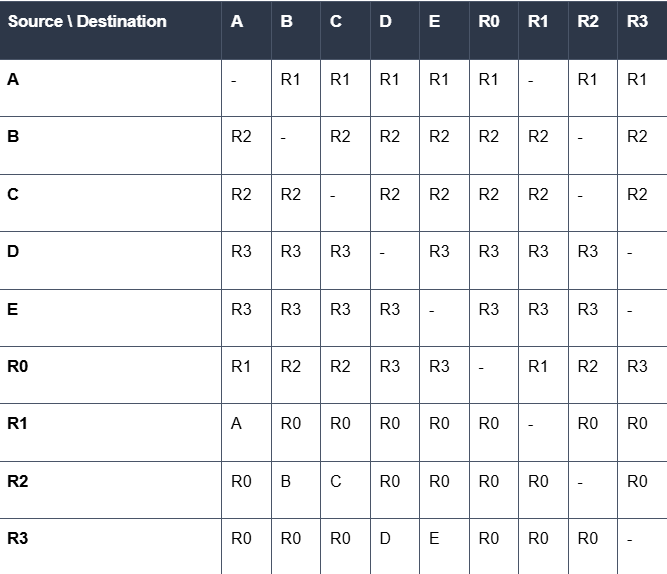 Source \ Destination A B C D E R0 R1 R2 R3
A - R1 R1 R1 R1 R1 - R1 R1
B R2 - R2 R2 R2 R2 R2 - R2
C R2 R2 - R2 R2 R2 R2 - R2
D R3 R3 R3 - R3 R3 R3 R3 -
E R3 R3 R3 R3 - R3 R3 R3 -
R0 R1 R2 R2 R3 R3 - R1 R2 R3
R1 A R0 R0 R0 R0 R0 - R0 R0
R2 R0 B C R0 R0 R0 R0 - R0
R3 R0 R0 R0 D E R0 R0 R0 -